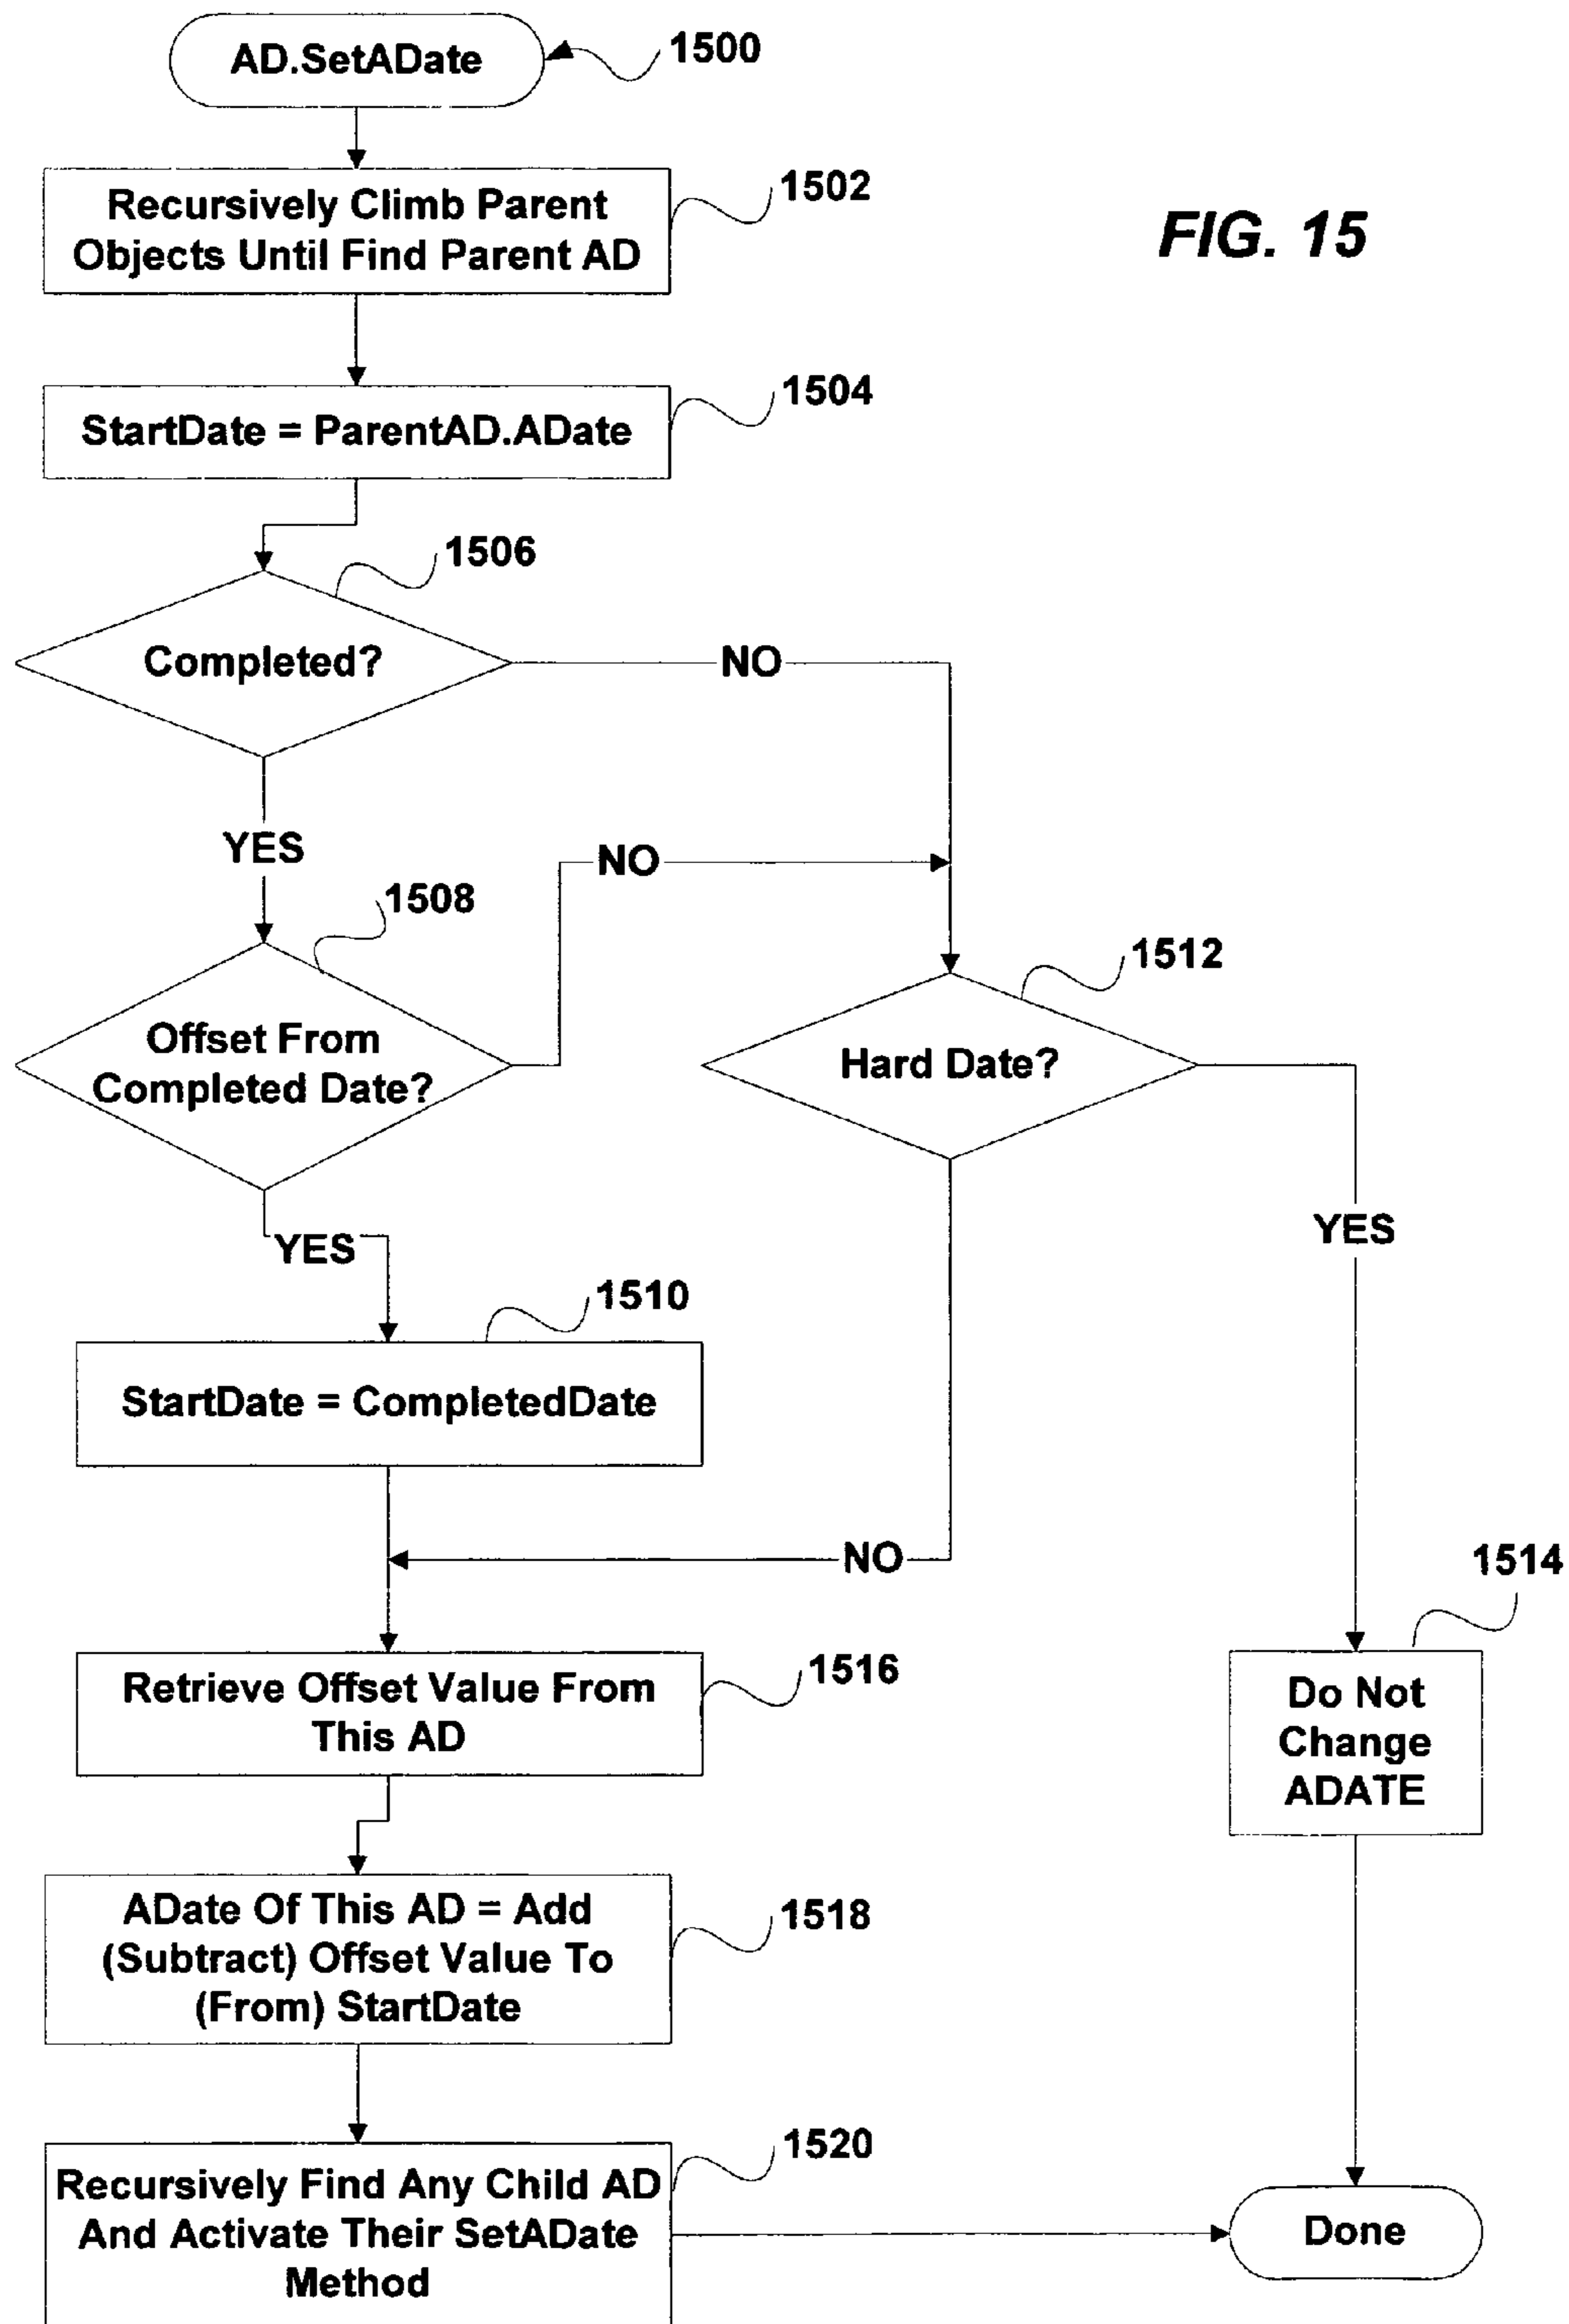 AD.SetADate
1500
Recursively Climb Parent
Objects Until Find Parent AD
1502
FIG. 15
StartDate = ParentAD.ADate
1504
1506
Completed?
NO
YES
NO
1508
Offset From
Completed Date?
1512
Hard Date?
YES
YES
1510
StartDate = CompletedDate
NO
1514
Retrieve Offset Value From
This AD
1516
Do Not
Change
ADATE
ADate Of This AD = Add
(Subtract) Offset Value To
(From) StartDate
1518
1520
Recursively Find Any Child AD
And Activate Their SetADate
Method
Done